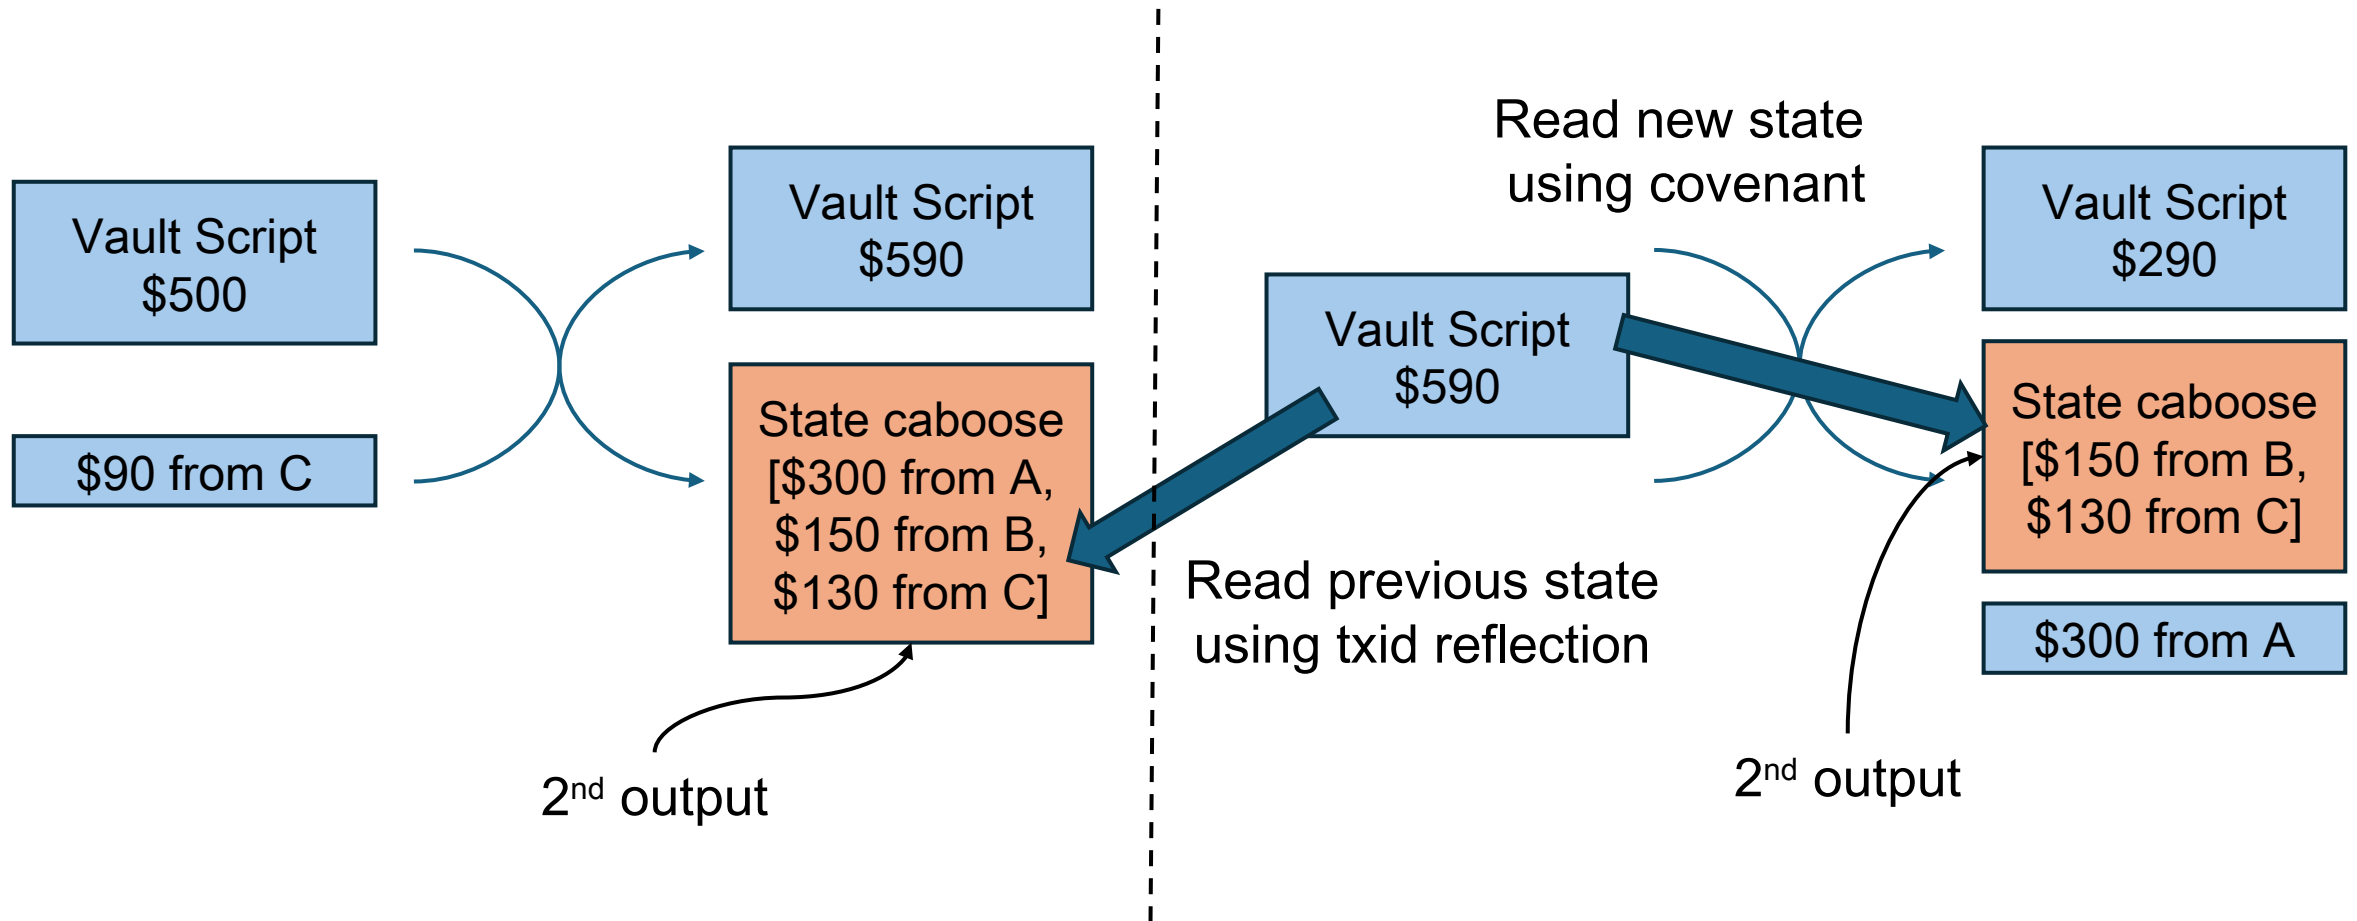 Vault Script
$500
$90 from C
Vault Script
$590
State caboose
[$300 from A,
$150 from B,
$130 from C]
2nd output
Read new state
using covenant
Vault Script
$590
Read previous state
using txid reflection
Vault Script
$290
State caboose
[$150 from B,
$130 from C]
$300 from A
2nd output